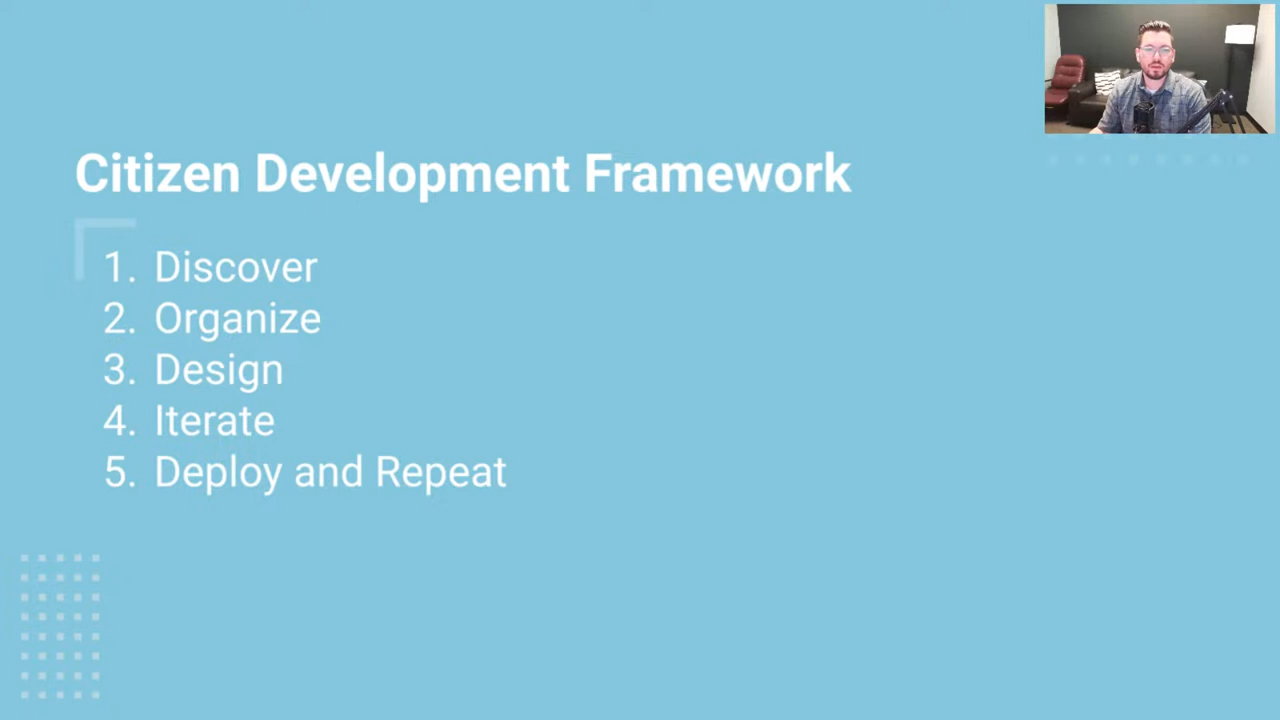 Citizen Development Framework
1. Discover
2. Organize
3. Design
4. Iterate
5. Deploy and Repeat